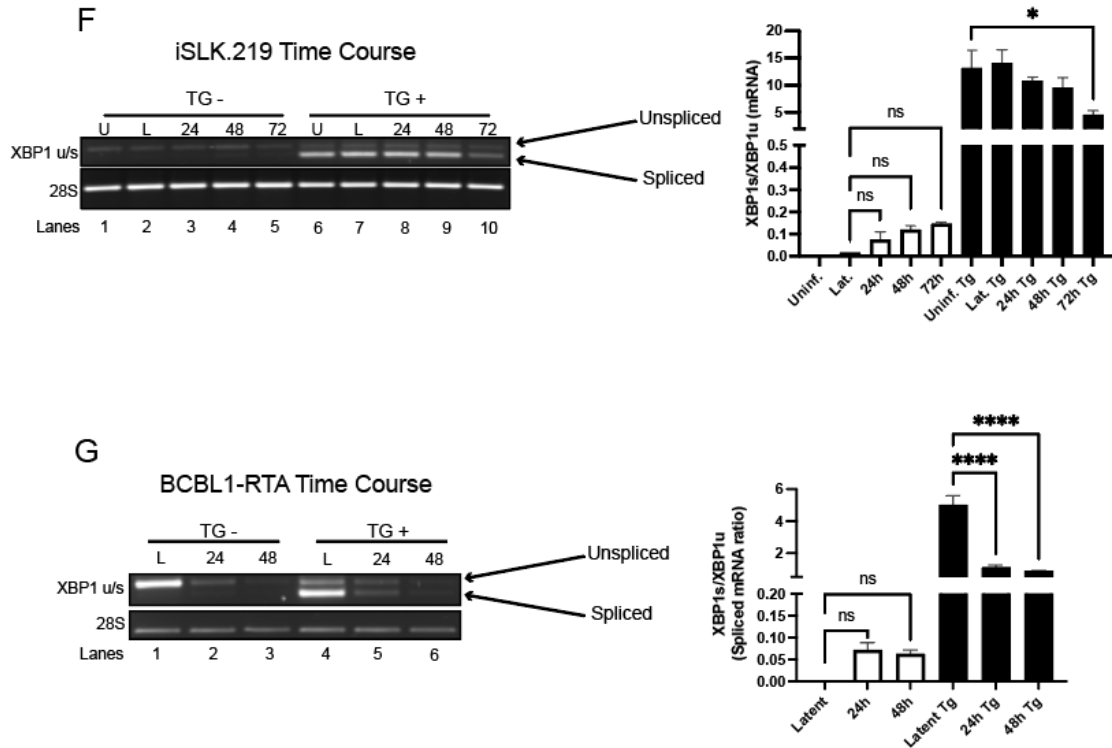 F
iSLK.219 Time Course
TG - TG +
U L 24 48 72 U L 24 48 72
XBP1 u/s
28S
Lanes 1 2 3 4 5 6 7 8 9 10
Unspliced
Spliced
XBP1s/XBP1u (mRNA)
20
15
10
5
0.5
0.4
0.3
0.2
0.1
0.0
*
ns
ns
ns
Uninf. Lat. 24h 48h 72h Uninf. Tg Lat. Tg 24h Tg 48h Tg 72h Tg
G
BCBL1-RTA Time Course
TG - TG +
L 24 48 L 24 48
XBP1 u/s
28S
Lanes 1 2 3 4 5 6
Unspliced
Spliced
XBP1s/XBP1u
(Spliced mRNA ratio)
6
4
2
0.20
0.15
0.10
0.05
0.00
****
****
ns
ns
Latent 24h 48h Latent Tg 24h Tg 48h Tg